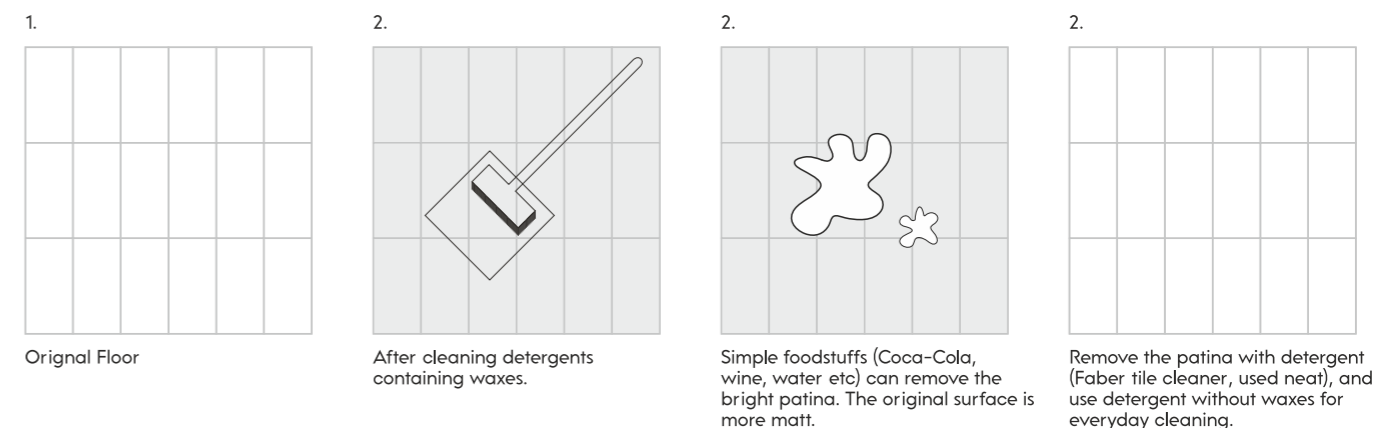 1.
2.
2.
2.
Orignal Floor
After cleaning detergents
containing waxes.
Simple foodstuffs (Coca-Cola,
wine, water etc) can remove the
bright patina. The original surface is
more matt.
Remove the patina with detergent
(Faber tile cleaner, used neat), and
use detergent without waxes for
everyday cleaning.